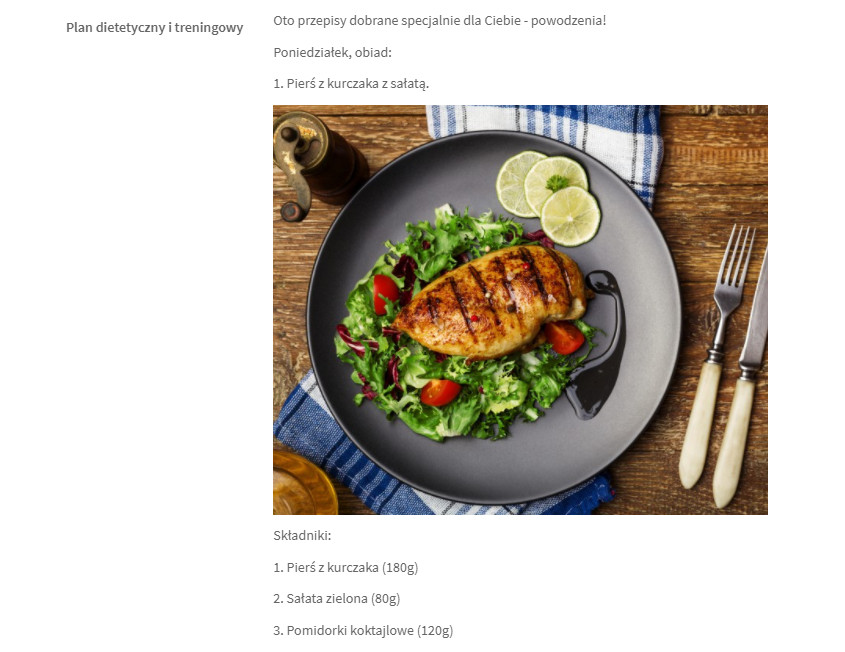 Plan dietetyczny i treningowy
Oto przepisy dobrane specjalnie dla Ciebie - powodzenia!
Poniedziałek, obiad:
1. Pierś z kurczaka z sałatą.
Składniki:
1. Pierś z kurczaka (180g)
2. Sałata zielona (80g)
3. Pomidorki koktajlowe (120g)